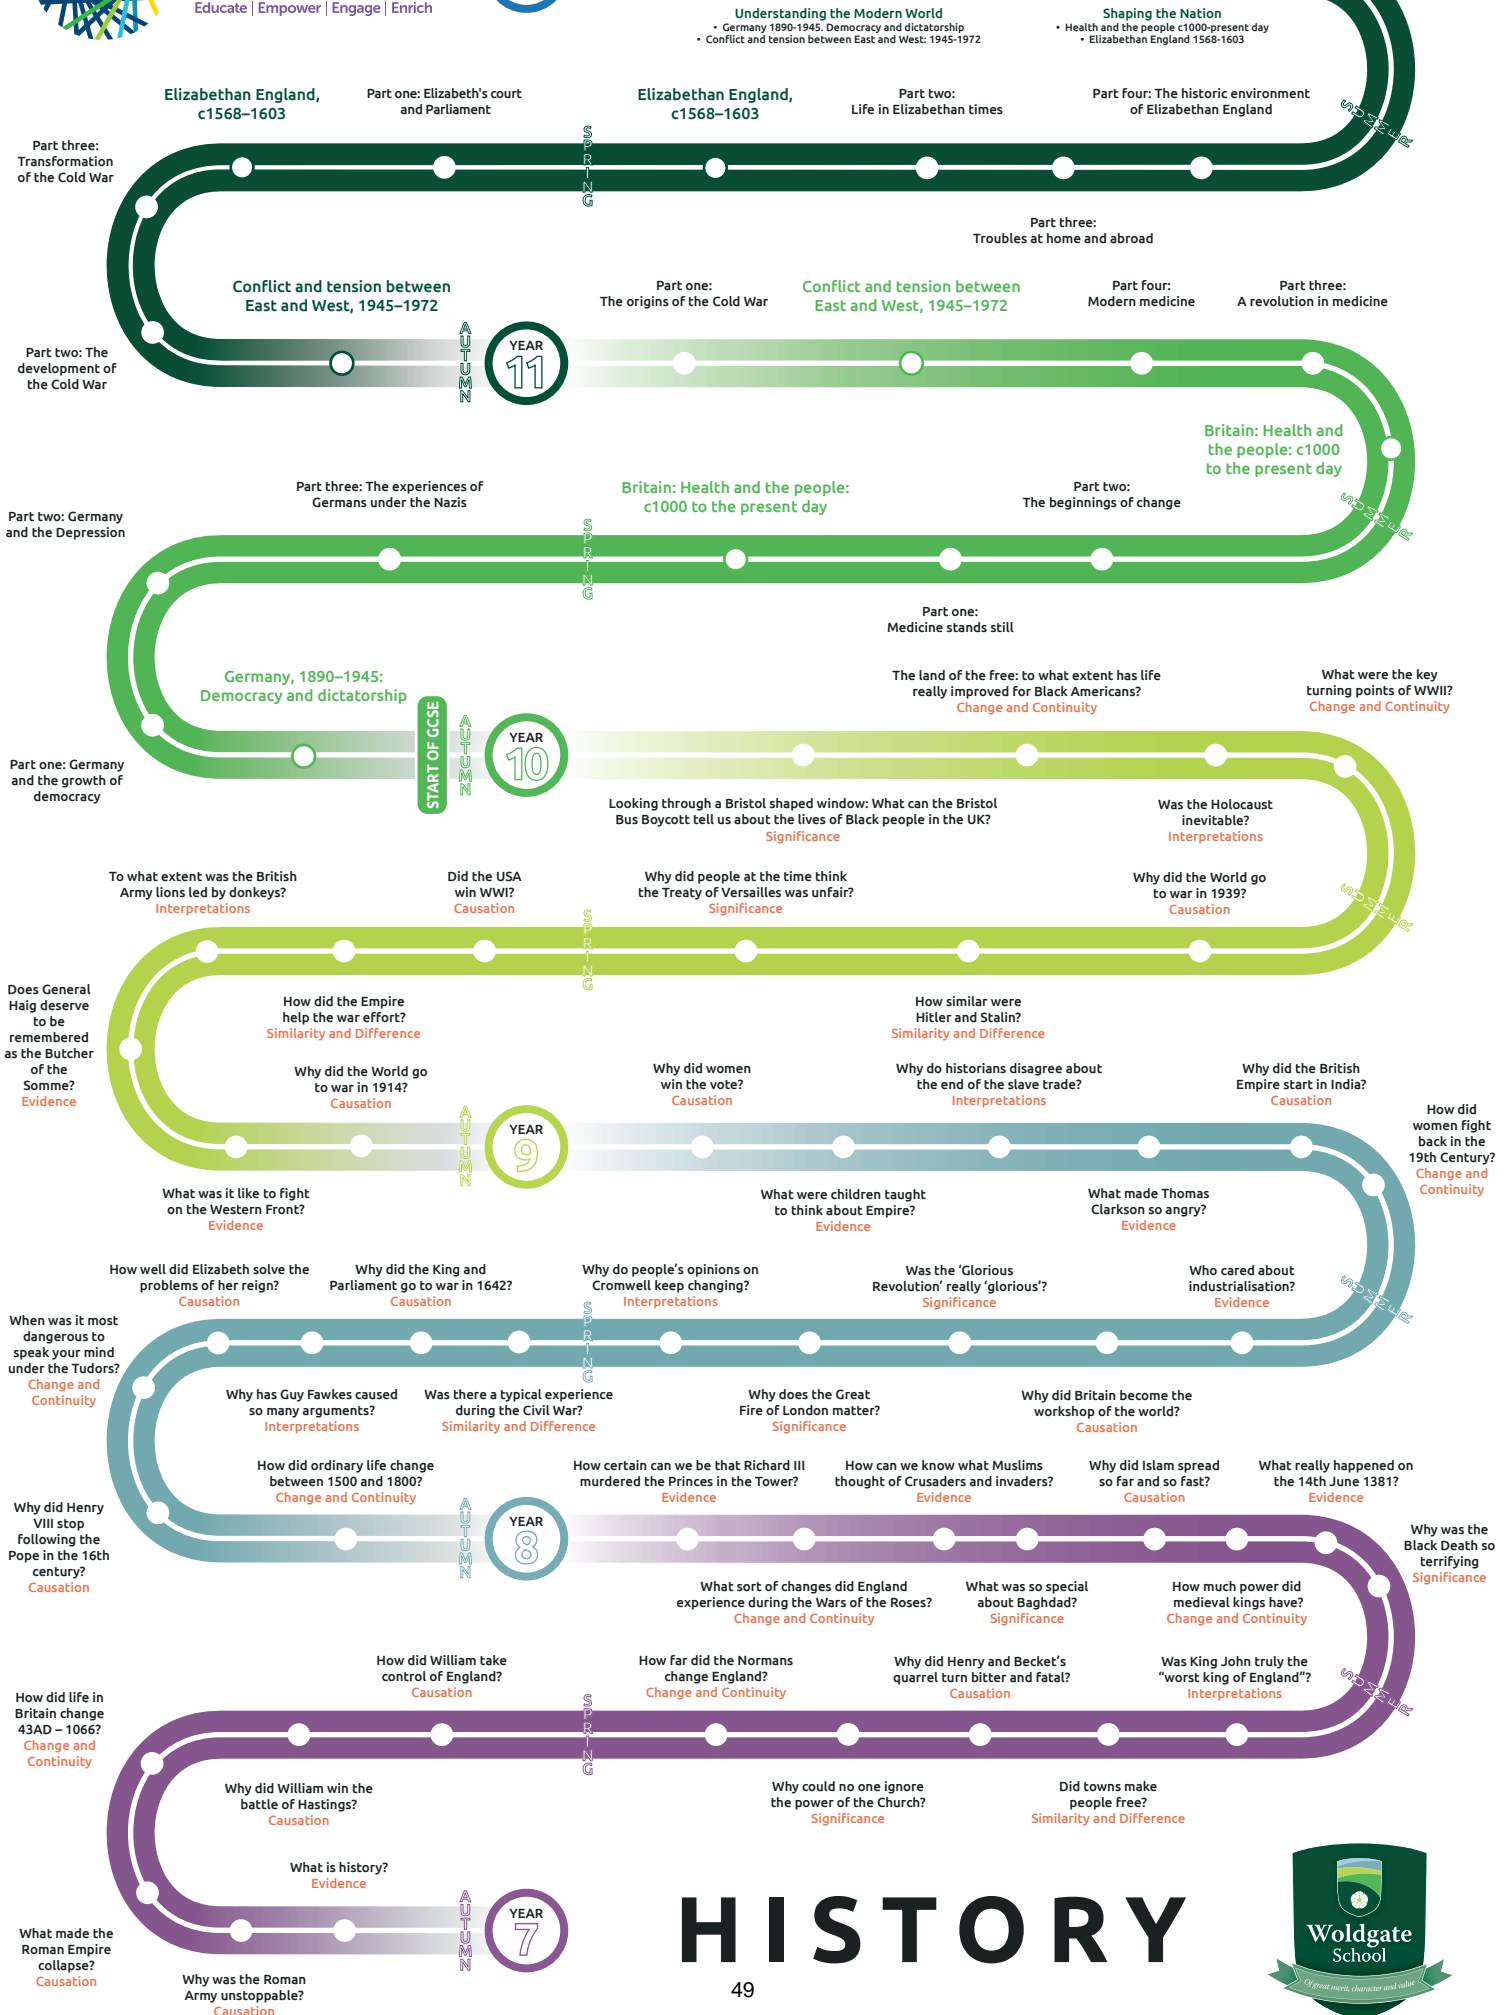 Educate | Empower | Engage | Enrich
Understanding the Modern World
• Germany 1890-1945. Democracy and dictatorship
• Conflict and tension between East and West: 1945-1972
Shaping the Nation
• Health and the people c1000-present day
• Elizabethan England 1568-1603
Elizabethan England,
c1568–1603
Part one: Elizabeth's court
and Parliament
Elizabethan England,
c1568–1603
Part two:
Life in Elizabethan times
Part four: The historic environment
of Elizabethan England
SUMMER
SPRING
Part three:
Transformation
of the Cold War
Part three:
Troubles at home and abroad
Conflict and tension between
East and West, 1945–1972
Part one:
The origins of the Cold War
Conflict and tension between
East and West, 1945–1972
Part four:
Modern medicine
Part three:
A revolution in medicine
AUTUMN
YEAR
11
Part two: The
development of
the Cold War
Britain: Health and
the people: c1000
to the present day
Part three: The experiences of
Germans under the Nazis
Britain: Health and the people:
c1000 to the present day
Part two:
The beginnings of change
SUMMER
SPRING
Part two: Germany
and the Depression
Part one:
Medicine stands still
Germany, 1890–1945:
Democracy and dictatorship
START OF GCSE
AUTUMN
YEAR
10
The land of the free: to what extent has life
really improved for Black Americans?
Change and Continuity
What were the key
turning points of WWII?
Change and Continuity
Part one: Germany
and the growth of
democracy
Looking through a Bristol shaped window: What can the Bristol
Bus Boycott tell us about the lives of Black people in the UK?
Significance
Was the Holocaust
inevitable?
Interpretations
To what extent was the British
Army lions led by donkeys?
Interpretations
Did the USA
win WWI?
Causation
Why did people at the time think
the Treaty of Versailles was unfair?
Significance
Why did the World go
to war in 1939?
Causation
SUMMER
SPRING
Does General
Haig deserve
to be
remembered
as the Butcher
of the
Somme?
Evidence
How did the Empire
help the war effort?
Similarity and Difference
How similar were
Hitler and Stalin?
Similarity and Difference
Why did the World go
to war in 1914?
Causation
Why did women
win the vote?
Causation
Why do historians disagree about
the end of the slave trade?
Interpretations
Why did the British
Empire start in India?
Causation
How did
women fight
back in the
19th Century?
Change and
Continuity
AUTUMN
YEAR
9
What was it like to fight
on the Western Front?
Evidence
What were children taught
to think about Empire?
Evidence
What made Thomas
Clarkson so angry?
Evidence
How well did Elizabeth solve the
problems of her reign?
Causation
Why did the King and
Parliament go to war in 1642?
Causation
Why do people’s opinions on
Cromwell keep changing?
Interpretations
Was the ‘Glorious
Revolution’ really ‘glorious’?
Significance
Who cared about
industrialisation?
Evidence
SUMMER
SPRING
When was it most
dangerous to
speak your mind
under the Tudors?
Change and
Continuity
Why has Guy Fawkes caused
so many arguments?
Interpretations
Was there a typical experience
during the Civil War?
Similarity and Difference
Why does the Great
Fire of London matter?
Significance
Why did Britain become the
workshop of the world?
Causation
How did ordinary life change
between 1500 and 1800?
Change and Continuity
How certain can we be that Richard III
murdered the Princes in the Tower?
Evidence
How can we know what Muslims
thought of Crusaders and invaders?
Evidence
Why did Islam spread
so far and so fast?
Causation
What really happened on
the 14th June 1381?
Evidence
AUTUMN
YEAR
8
Why did Henry
VIII stop
following the
Pope in the 16th
century?
Causation
Why was the
Black Death so
terrifying
Significance
What sort of changes did England
experience during the Wars of the Roses?
Change and Continuity
What was so special
about Baghdad?
Significance
How much power did
medieval kings have?
Change and Continuity
How did William take
control of England?
Causation
How far did the Normans
change England?
Change and Continuity
Why did Henry and Becket’s
quarrel turn bitter and fatal?
Causation
Was King John truly the
“worst king of England”?
Interpretations
SUMMER
SPRING
How did life in
Britain change
43AD – 1066?
Change and
Continuity
Why did William win the
battle of Hastings?
Causation
Why could no one ignore
the power of the Church?
Significance
Did towns make
people free?
Similarity and Difference
What is history?
Evidence
AUTUMN
YEAR
7
What made the
Roman Empire
collapse?
Causation
Why was the Roman
Army unstoppable?
Causation
HISTORY
49
Woldgate
School
Of great merit, character and value